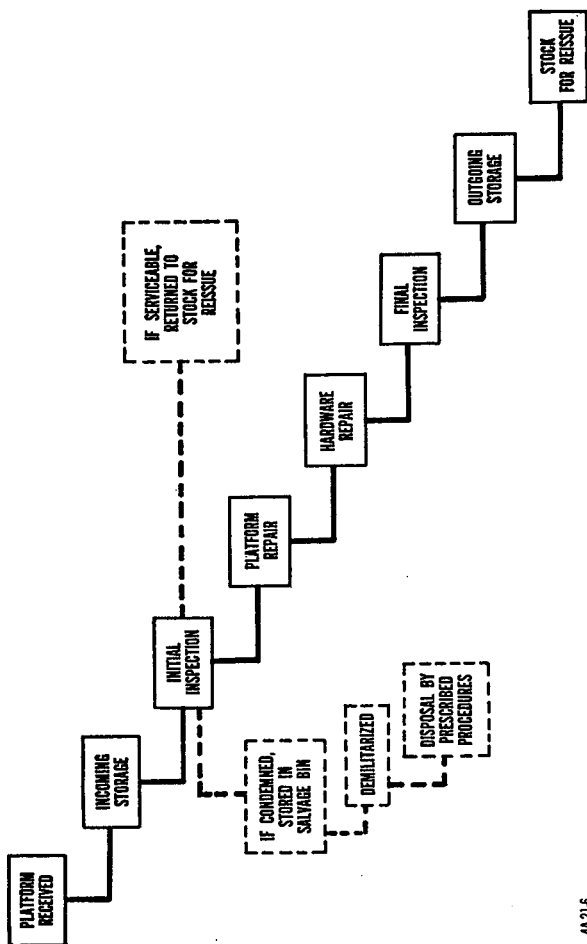 PLATFORM
RECEIVED
INCOMING
STORAGE
INITIAL
INSPECTION
IF SERVICEABLE,
RETURNED TO
STOCK FOR
REISSUE
IF CONDEMNED,
STORED IN
SALVAGE BIN
DEMILITARIZED
DISPOSAL BY
PRESCRIBED
PROCEDURES
PLATFORM
REPAIR
HARDWARE
REPAIR
FINAL
INSPECTION
OUTGOING
STORAGE
STOCK
FOR REISSUE